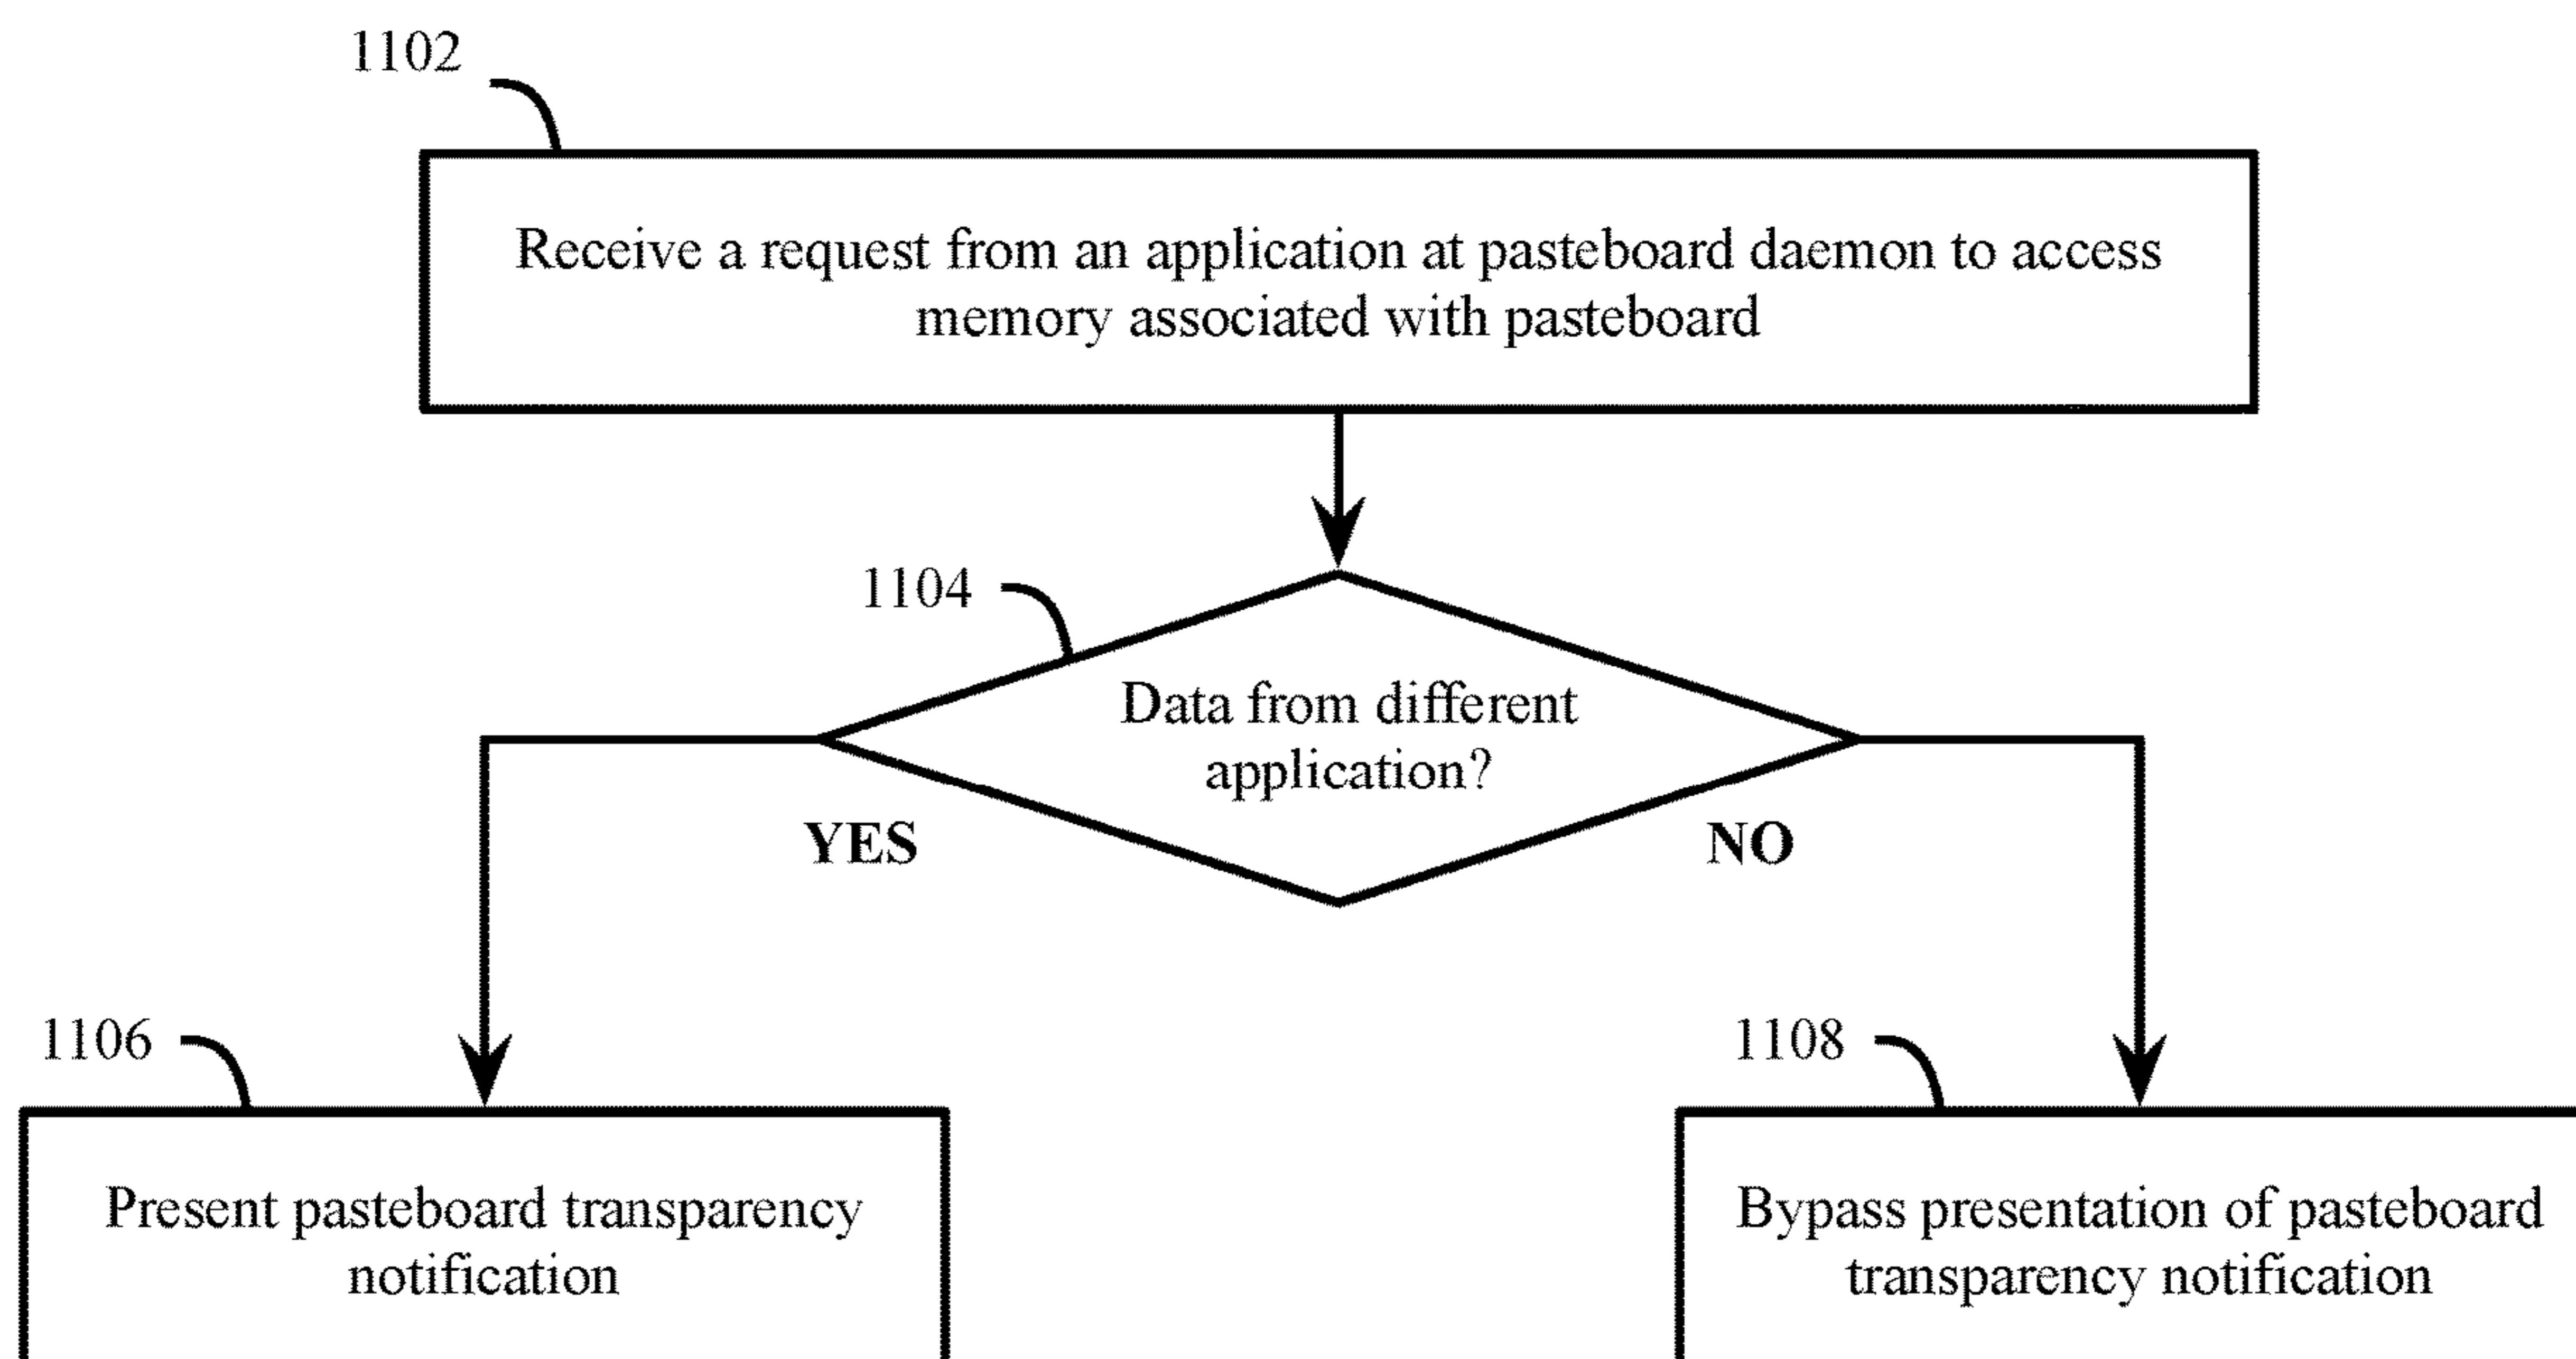 1102
Receive a request from an application at pasteboard daemon to access
memory associated with pasteboard
1104
Data from different
application?
YES
NO
1106
Present pasteboard transparency
notification
1108
Bypass presentation of pasteboard
transparency notification